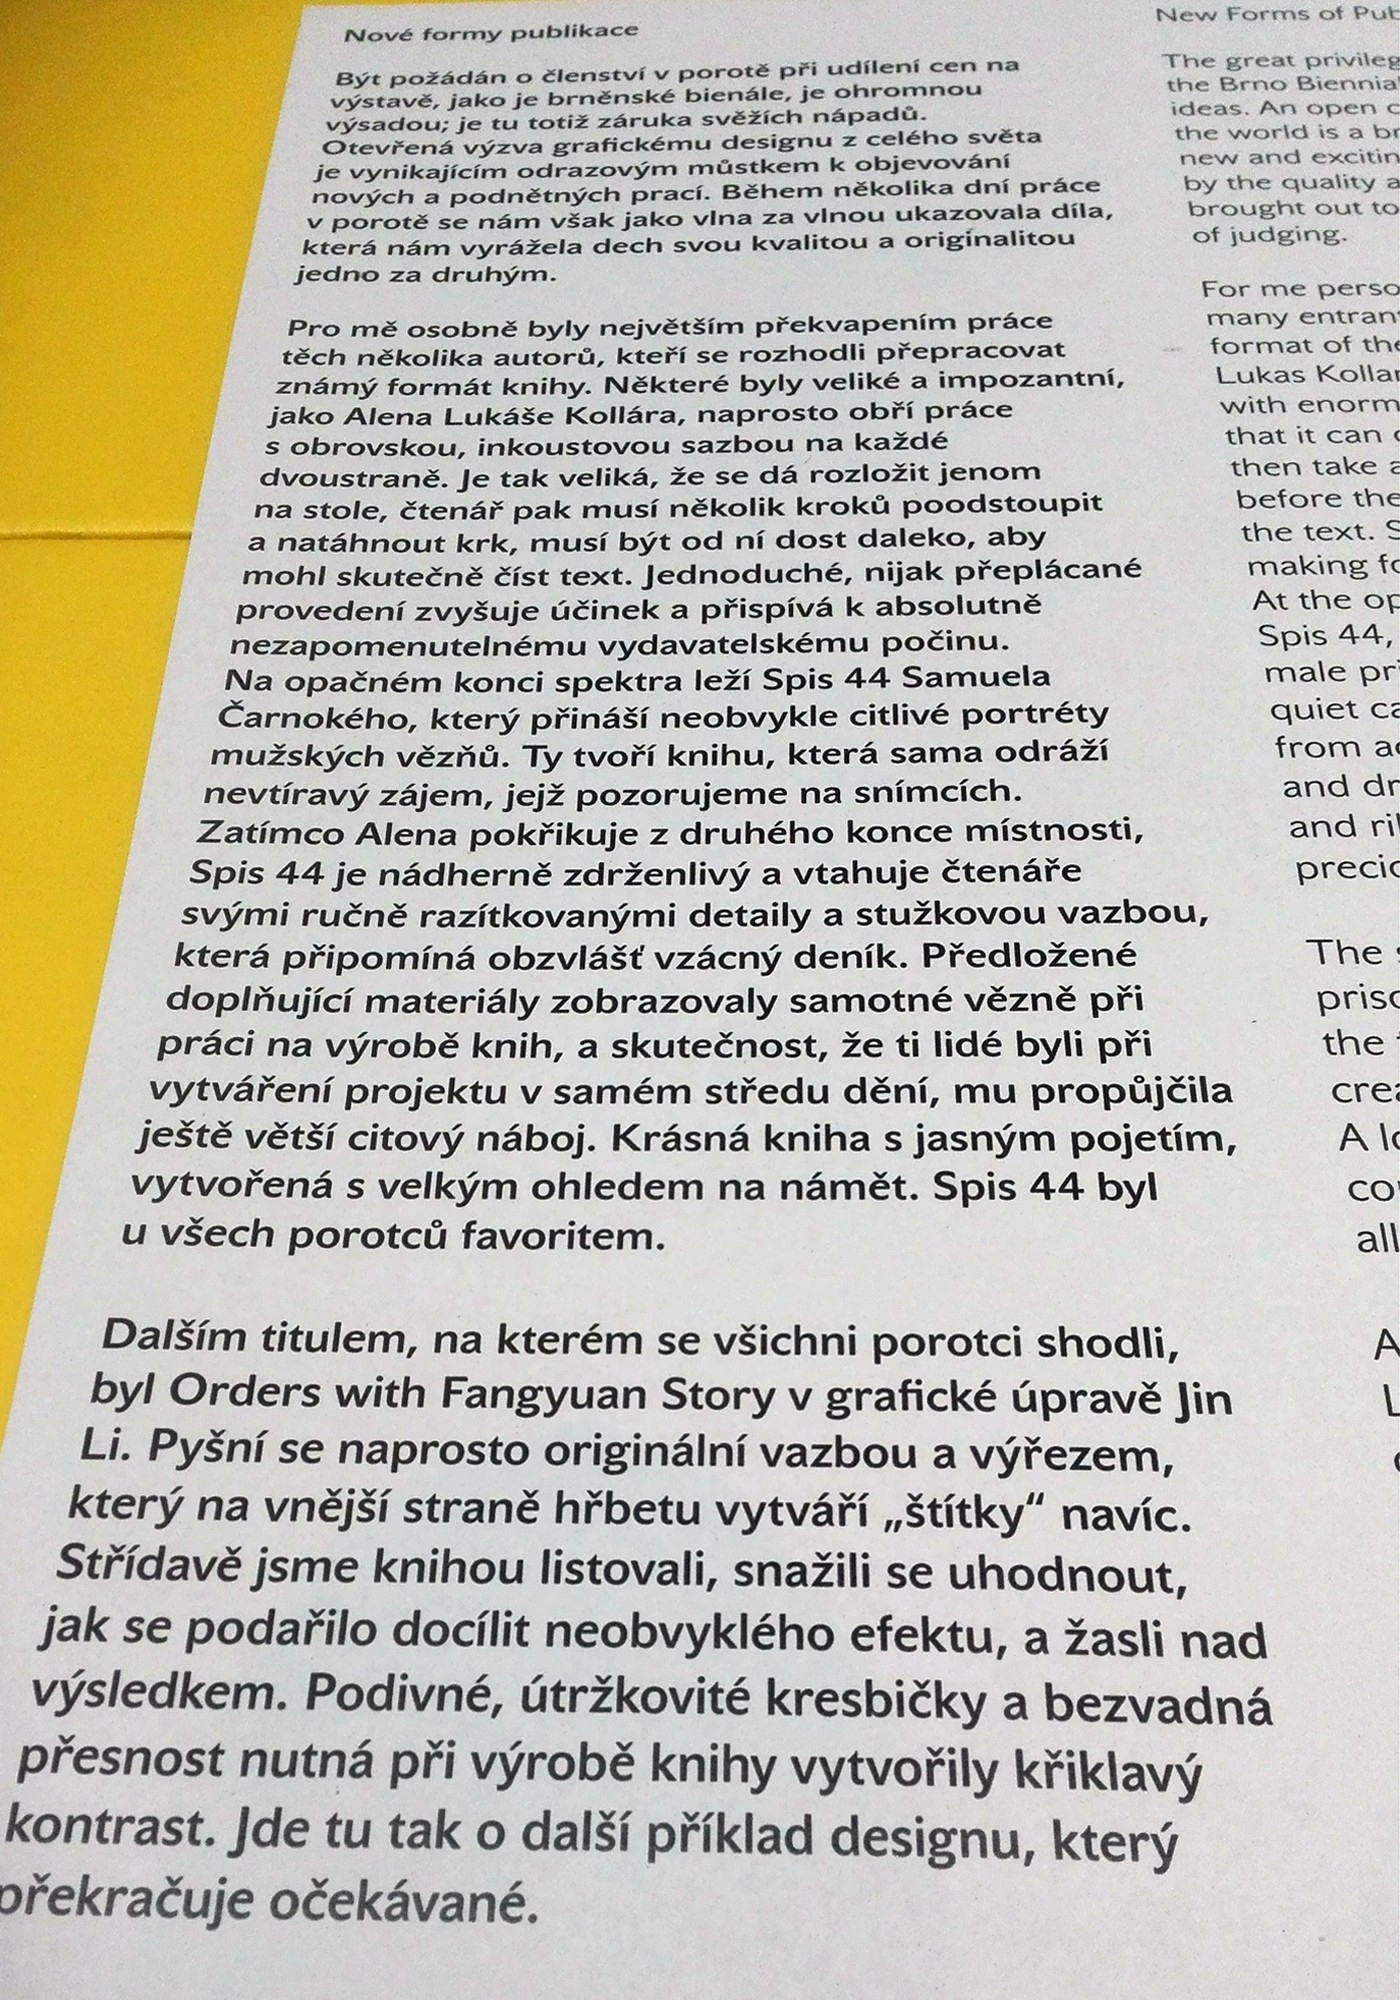 Nové formy publikace
Být požádán o členství v porotě při udílení cen na
výstavě, jako je brněnské bienále, je ohromnou
výsadou; je tu totiž záruka svěžích nápadů.
Otevřená výzva grafickému designu z celého světa
je vynikajícím odrazovým můstkem k objevování
nových a podnětných prací. Během několika dní práce
v porotě se nám však jako vlna za vlnou ukazovala díla,
která nám vyrážela dech svou kvalitou a originalitou
jedno za druhým.
Pro mě osobně byly největším překvapením práce
těch několika autorů, kteří se rozhodli přepracovat
známý formát knihy. Některé byly veliké a impozantní,
jako Alena Lukáše Kollára, naprosto obří práce
s obrovskou, inkoustovou sazbou na každé
dvoustraně. Je tak veliká, že se dá rozložit jenom
na stole, čtenář pak musí několik kroků poodstoupit
a natáhnout krk, musí být od ní dost daleko, aby
mohl skutečně číst text. Jednoduché, nijak přeplácané
provedení zvyšuje účinek a přispívá k absolutně
nezapomenutelnému vydavatelskému počinu.
Na opačném konci spektra leží Spis 44 Samuela
Čarnokého, který přináší neobvykle citlivé portréty
mužských vězňů. Ty tvoří knihu, která sama odráží
nevtíravý zájem, jejž pozorujeme na snímcích.
Zatímco Alena pokřikuje z druhého konce místnosti,
Spis 44 je nádherně zdrženlivý a vtahuje čtenáře
svými ručně razítkovanými detaily a stužkovou vazbou,
která připomíná obzvlášť vzácný deník. Předložené
doplňující materiály zobrazovaly samotné vězně při
práci na výrobě knih, a skutečnost, že ti lidé byli při
vytváření projektu v samém středu dění, mu propůjčila
ještě větší citový náboj. Krásná kniha s jasným pojetím,
vytvořená s velkým ohledem na námět. Spis 44 byl
u všech porotců favoritem.
Dalším titulem, na kterém se všichni porotci shodli,
byl Orders with Fangyuan Story v grafické úpravě Jin
Li. Pyšní se naprosto originální vazbou a výřezem,
který na vnější straně hřbetu vytváří „štítky“ navíc.
Střídavě jsme knihou listovali, snažili se uhodnout,
jak se podařilo docílit neobvyklého efektu, a žasli nad
výsledkem. Podivné, útržkovité kresbičky a bezvadná
přesnost nutná při výrobě knihy vytvořily křiklavý
kontrast. Jde tu tak o další příklad designu, který
překračuje očekávané.
New Forms of
The great
the Brno
ideas. An open
the world is a
new and
by the quality
brought out to
of judging.
For me
many
format of the
Lukas
with
that it can
then take a
before the
the text.
making
At the
Spis 44,
male
quiet
from
and
and
The
the
A
all
A